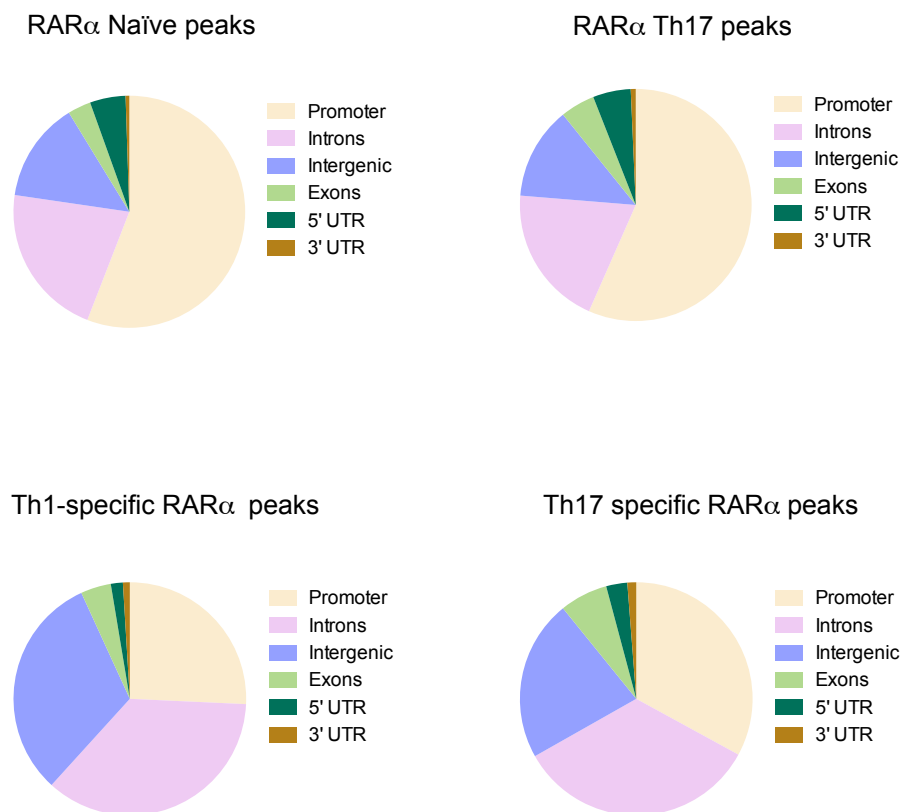 RARα Naïve peaks
Promoter
Introns
Intergenic
Exons
5' UTR
3' UTR
RARα Th17 peaks
Promoter
Introns
Intergenic
Exons
5' UTR
3' UTR
Th1-specific RARα peaks
Promoter
Introns
Intergenic
Exons
5' UTR
3' UTR
Th17 specific RARα peaks
Promoter
Introns
Intergenic
Exons
5' UTR
3' UTR